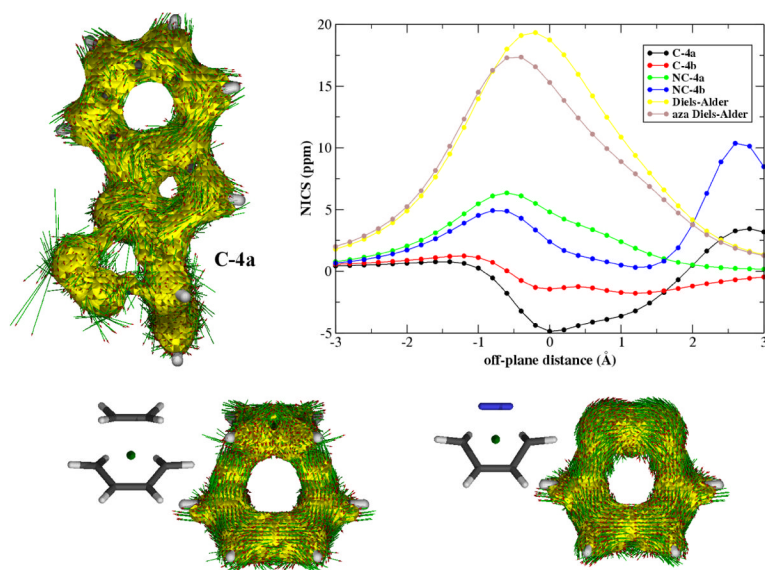 C-4a
NICS (ppm)
20
15
10
5
0
-5
-3
-2
-1
0
1
2
3
off-plane distance (Å)
C-4a
C-4b
NC-4a
NC-4b
Diels-Alder
aza Diels-Alder